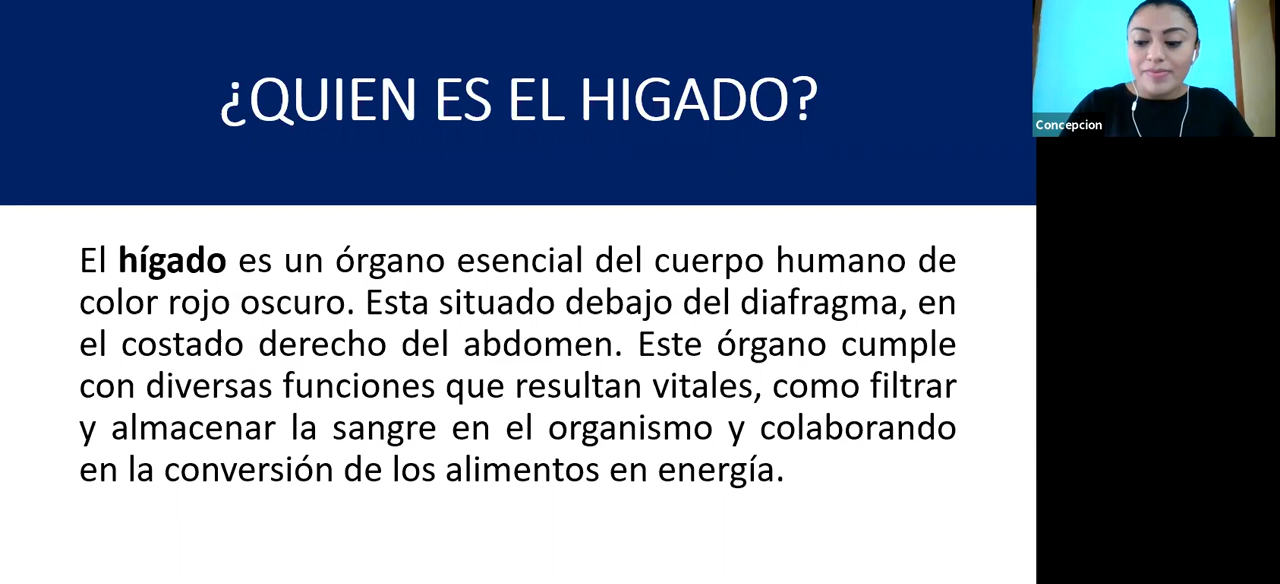 ¿QUIEN ES EL HIGADO?
Concepcion
El hígado es un órgano esencial del cuerpo humano de
color rojo oscuro. Esta situado debajo del diafragma, en
el costado derecho del abdomen. Este órgano cumple
con diversas funciones que resultan vitales, como filtrar
y almacenar la sangre en el organismo y colaborando
en la conversión de los alimentos en energía.